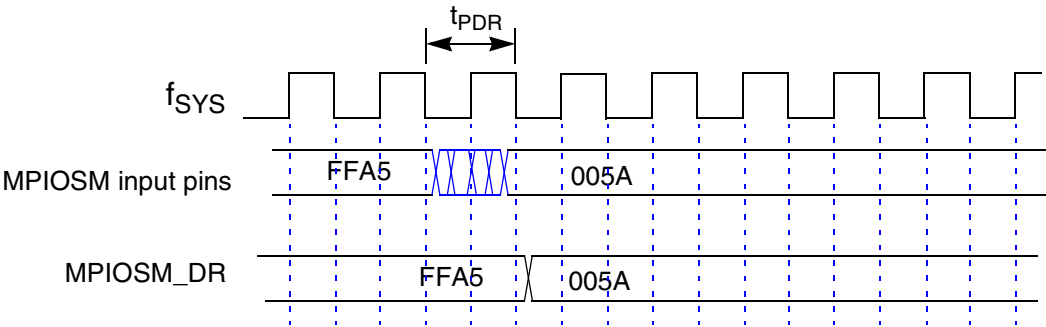 tPDR
fSYS
MPIOSM input pins FFA5 005A
MPIOSM_DR FFA5 005A